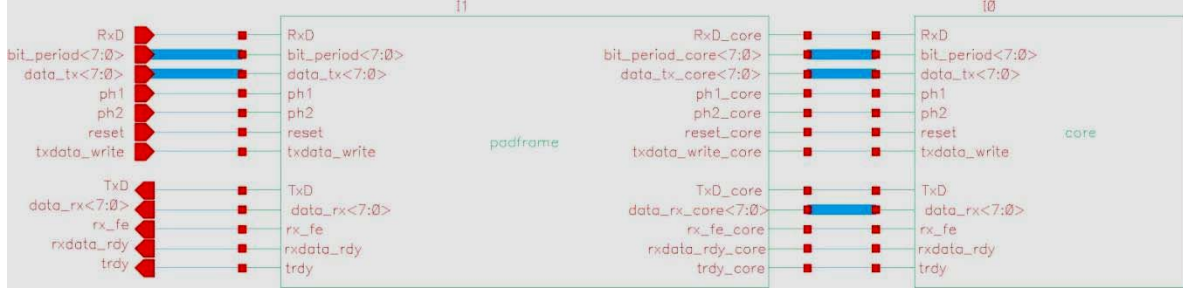 I1 I0
RxD RxD RxD_core RxD
bit_period<7:0> bit_period<7:0> bit_period_core<7:0> bit_period<7:0>
data_tx<7:0> data_tx<7:0> data_tx_core<7:0> data_tx<7:0>
ph1 ph1 ph1_core ph1
ph2 ph2 ph2_core ph2
reset reset reset_core reset
padframe core
txdata_write txdata_write txdata_write_core txdata_write
TxD TxD TxD_core TxD
data_rx<7:0> data_rx<7:0> data_rx_core<7:0> data_rx<7:0>
rx_fe rx_fe rx_fe_core rx_fe
rxdata_rdy rxdata_rdy rxdata_rdy_core rxdata_rdy
trdy trdy trdy_core trdy